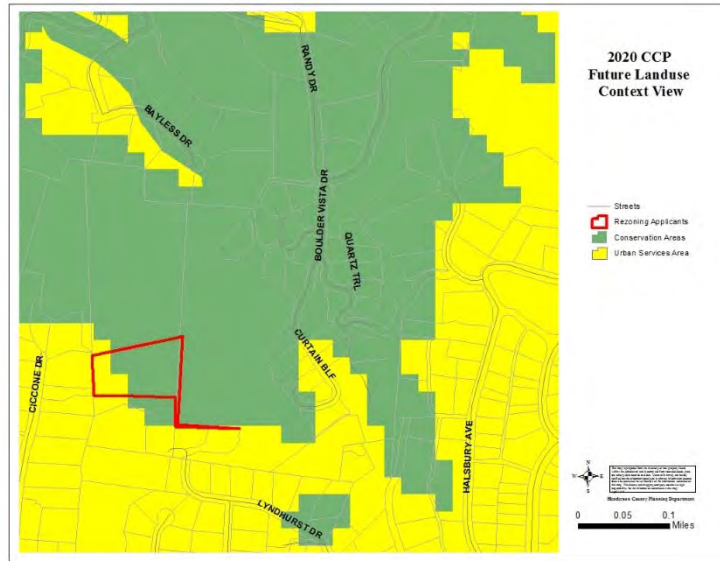 2020 CCP
Future Landuse
Context View
RANDY DR
BAYLESS DR
BOULDER VISTA DR
QUARTZ TRL
CURTAIN BLF
CICCONE DR.
HALSBURY AVE
LYNDHURST DR
Streets
Rezoning Applicants
Conservation Areas
Urban Services Area
N
W
E
S
Henderson County Planning Department
0 0.05 0.1
Miles